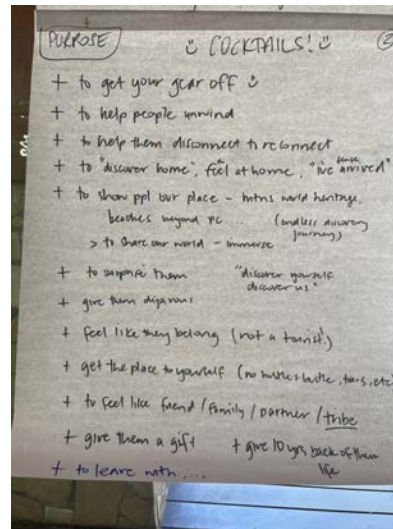 PURPOSE
COCKTAILS!
+ to get your gear off
+ to help people unwind
+ to help them disconnect to reconnect
+ to "discover home", feel at home, "ive arrived"
+ to show ppl our place - mtns world heritage,
beaches beyond PC.... (endless discovery
journey)
> to share our world - immerse
+ to surprise them "discover yourself
discover us"
+ give them dejavous
+ feel like they belong (not a tourist!)
+ get the place to yourself (no hustle + bustle, tours, etc
+ to feel like friend / family / partner / tribe
+ give them a gift + give 10 yrs back of their
life
+ to leave with....